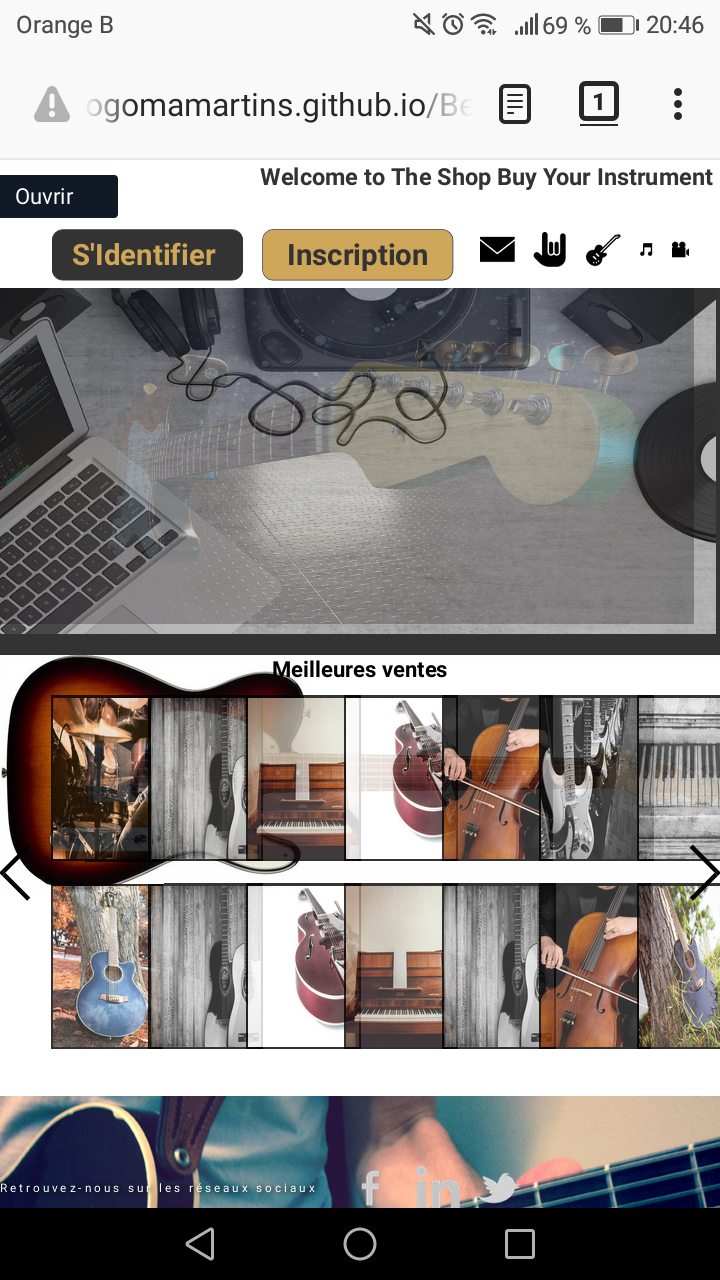 Orange B
69 %
20:46
ogomamartins.github.io/Be
1
Welcome to The Shop Buy Your Instrument
Ouvrir
S'Identifier
Inscription
Meilleures ventes
Retrouvez-nous sur les réseaux sociaux
f
in